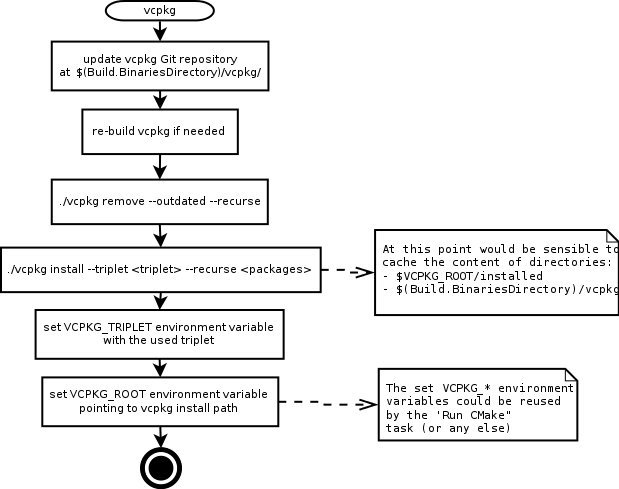 vcpkg
update vcpkg Git repository
at $(Build.BinariesDirectory)/vcpkg/
re-build vcpkg if needed
./vcpkg remove --outdated --recurse
./vcpkg install --triplet <triplet> --recurse <packages>
At this point would be sensible to
cache the content of directories:
- $VCPKG_ROOT/installed
- $(Build.BinariesDirectory)/vcpkg
set VCPKG_TRIPLET environment variable
with the used triplet
set VCPKG_ROOT environment variable
pointing to vcpkg install path
The set VCPKG_* environment
variables could be reused
by the 'Run CMake"
task (or any else)